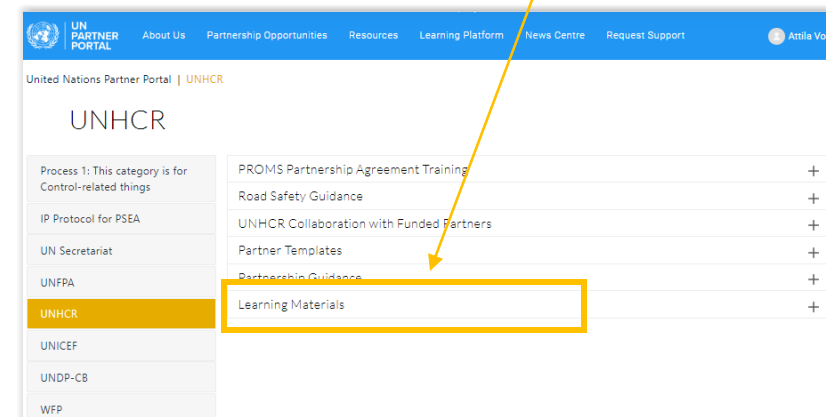 UN
PARTNER
PORTAL
About Us
Partnership Opportunities
Resources
Learning Platform
News Centre
Request Support
Attila Vo
United Nations Partner Portal | UNHCR
UNHCR
Process 1: This category is for
Control-related things
IP Protocol for PSEA
UN Secretariat
UNFPA
UNHCR
UNICEF
UNDP-CB
WFP
PROMS Partnership Agreement Training
Road Safety Guidance
UNHCR Collaboration with Funded Partners
Partner Templates
Partnership Guidance
Learning Materials